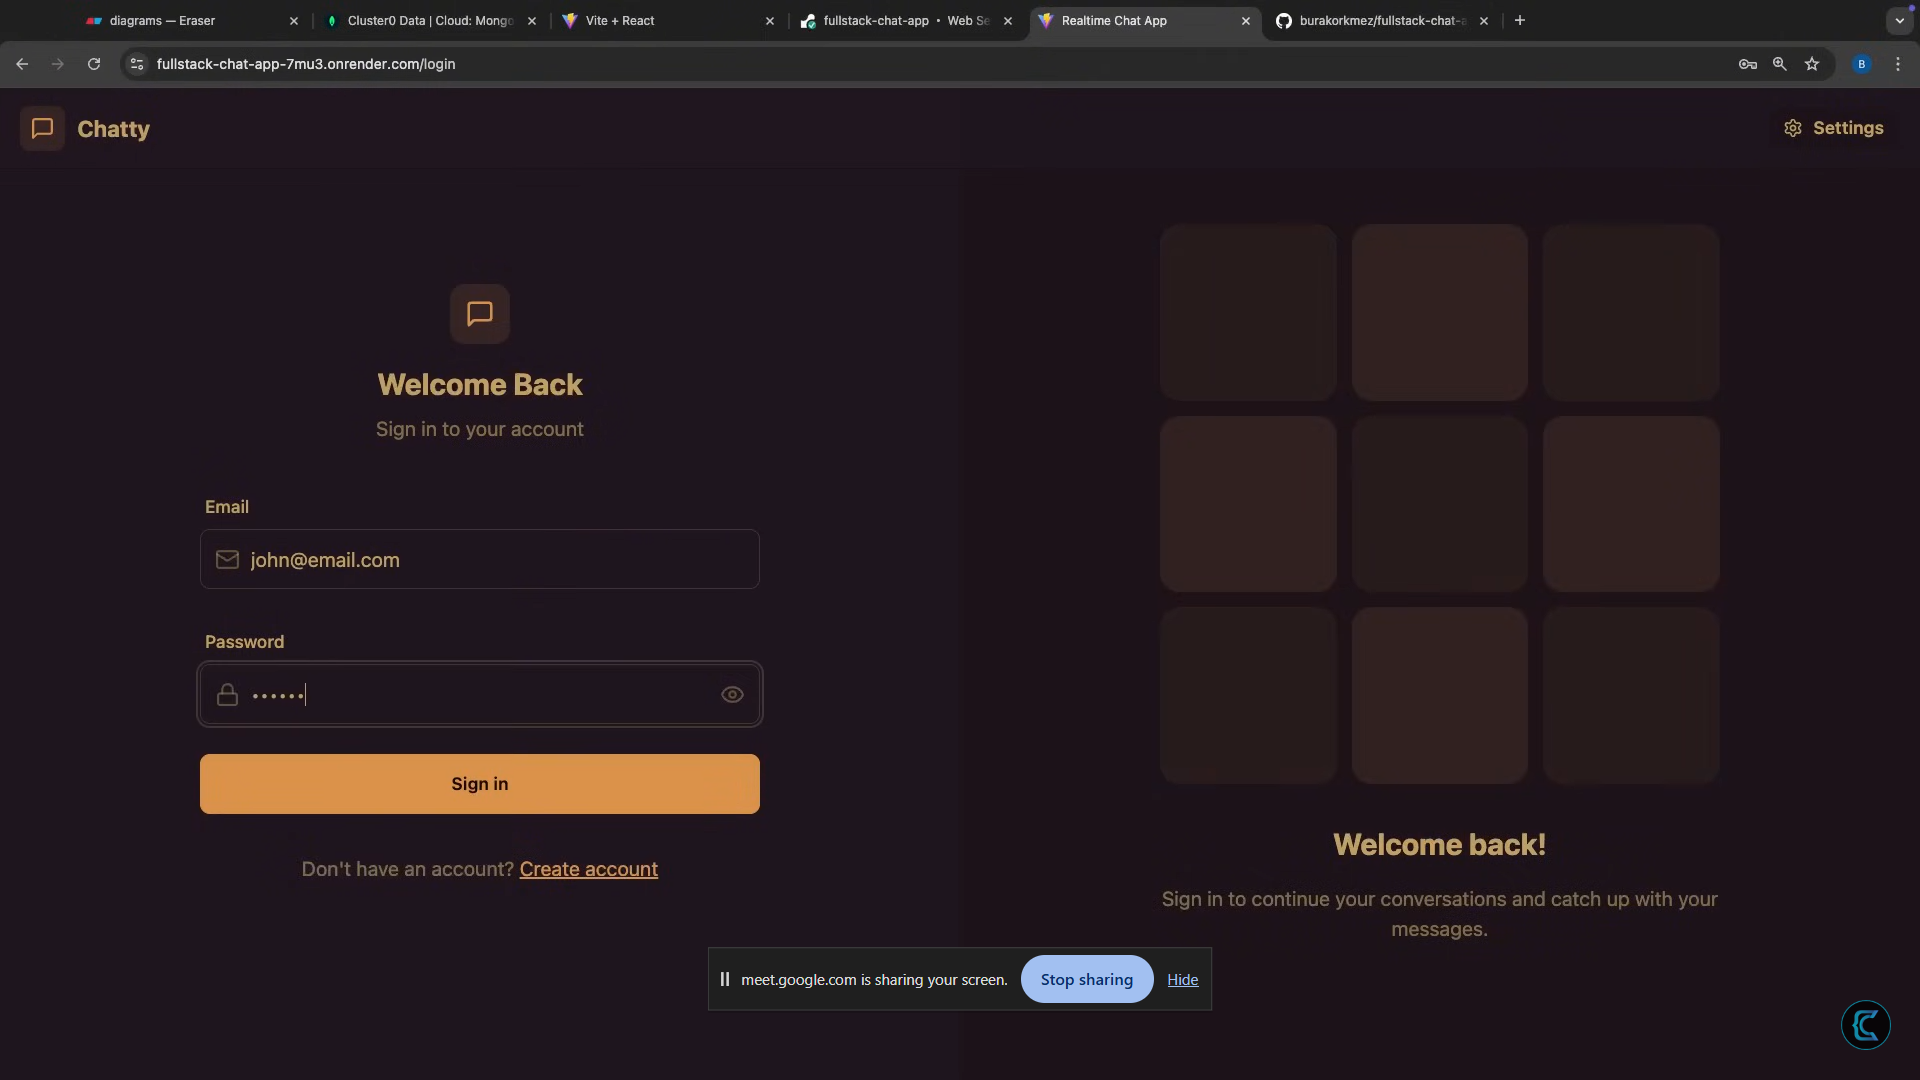 diagrams — Eraser
Cluster0 Data | Cloud: Mongo
Vite + React
fullstack-chat-app • Web Se
Realtime Chat App
burakorkmez/fullstack-chat-a
fullstack-chat-app-7mu3.onrender.com/login
B
Chatty
Settings
Welcome Back
Sign in to your account
Email
john@email.com
Password
••••••
Sign in
Don't have an account? Create account
Welcome back!
Sign in to continue your conversations and catch up with your
messages.
meet.google.com is sharing your screen.
Stop sharing
Hide